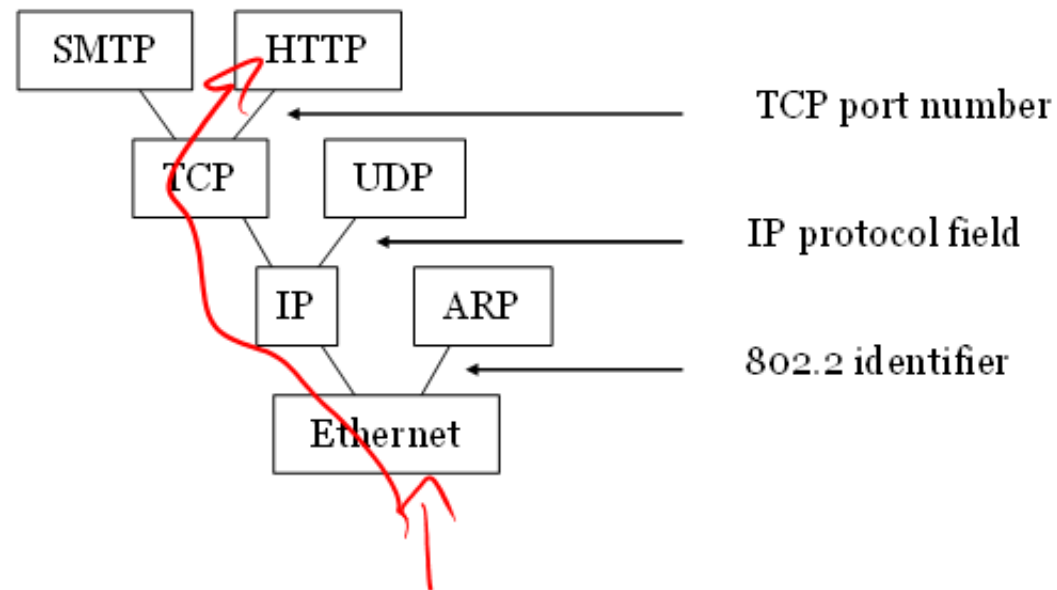 SMTP HTTP
TCP port number
TCP UDP
IP protocol field
IP ARP
802.2 identifier
Ethernet